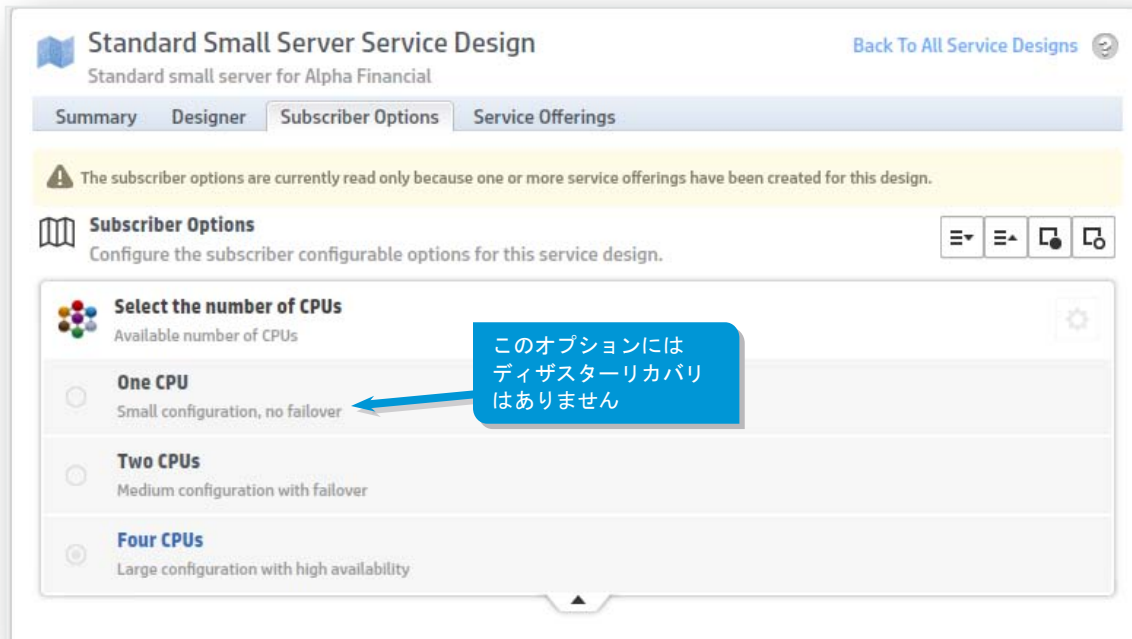 Standard Small Server Service Design
Back To All Service Designs ?
Standard small server for Alpha Financial
Summary Designer Subscriber Options Service Offerings
The subscriber options are currently read only because one or more service offerings have been created for this design.
Subscriber Options
Configure the subscriber configurable options for this service design.
Select the number of CPUs
Available number of CPUs
このオプションには
ディザスターリカバリ
はありません
One CPU
Small configuration, no failover
Two CPUs
Medium configuration with failover
Four CPUs
Large configuration with high availability